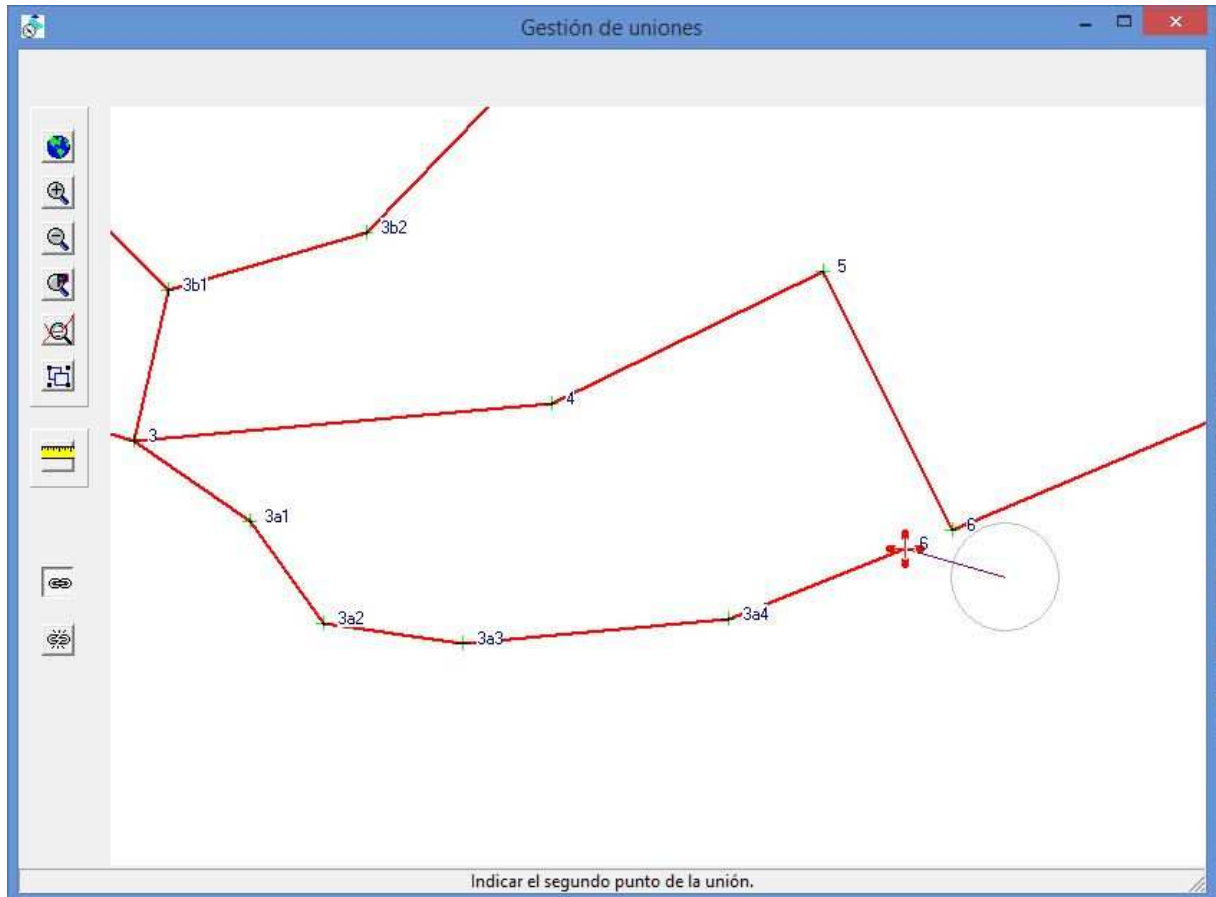 Gestión de uniones
3b2
3b1
5
4
3
3a1
6
6
3a2
3a4
3a3
Indicar el segundo punto de la unión.